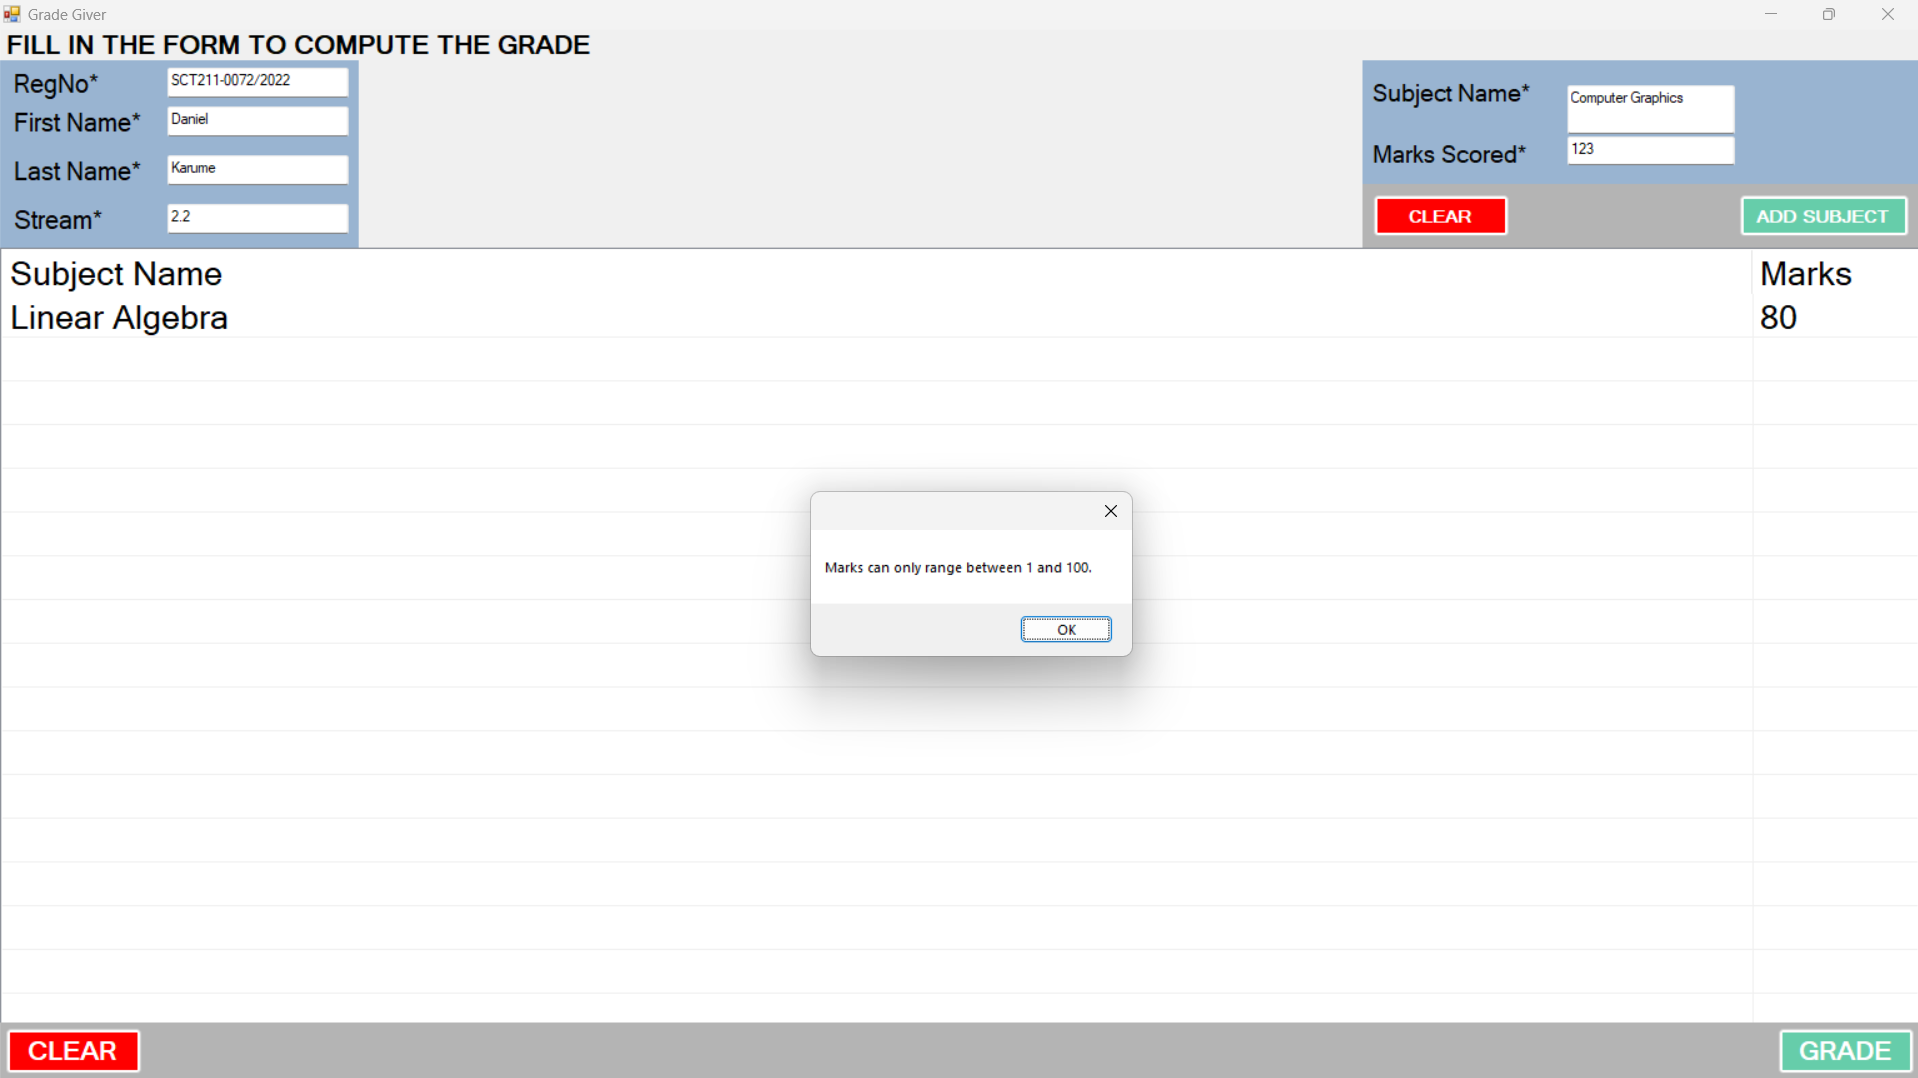 Grade Giver
FILL IN THE FORM TO COMPUTE THE GRADE
RegNo* SCT211-0072/2022
First Name* Daniel
Last Name* Karume
Stream* 2.2
Subject Name* Computer Graphics
Marks Scored* 123
CLEAR ADD SUBJECT
Subject Name Marks
Linear Algebra 80
Marks can only range between 1 and 100.
OK
CLEAR GRADE